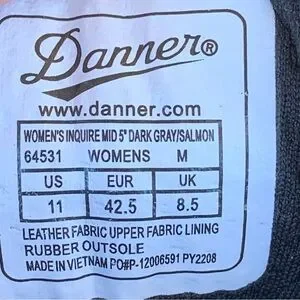 Danner®
www.danner.com
WOMEN'S INQUIRE MID 5" DARK GRAY/SALMON
64531 WOMENS M
US EUR UK
11 42.5 8.5
LEATHER FABRIC UPPER FABRIC LINING
RUBBER OUTSOLE
MADE IN VIETNAM PO#P-12006591 PY2208